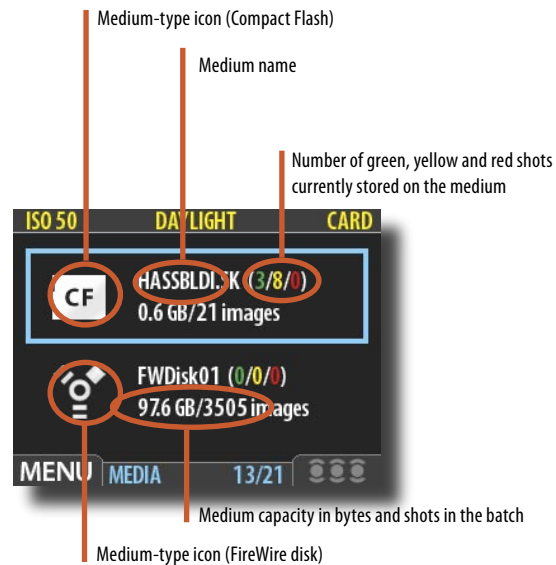 Medium-type icon (Compact Flash)
Medium name
Number of green, yellow and red shots
currently stored on the medium
ISO 50 DAYLIGHT CARD
CF HASSBLDI.SK (3/8/0)
0.6 GB/21 images
FWDisk01 (0/0/0)
97.6 GB/3505 images
MENU MEDIA 13/21
Medium capacity in bytes and shots in the batch
Medium-type icon (FireWire disk)